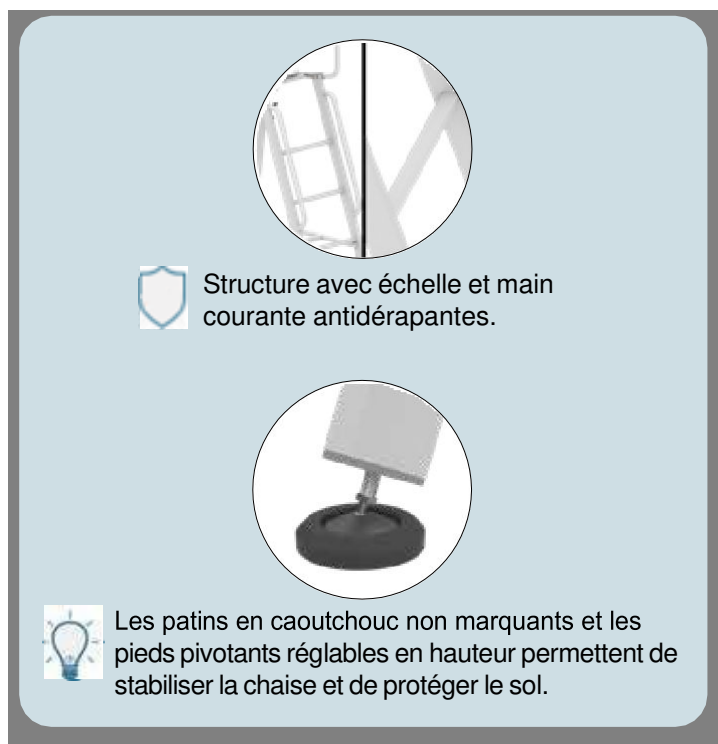 Structure avec échelle et main
courante antidérapantes.
Les patins en caoutchouc non marquants et les
pieds pivotants réglables en hauteur permettent de
stabiliser la chaise et de protéger le sol.